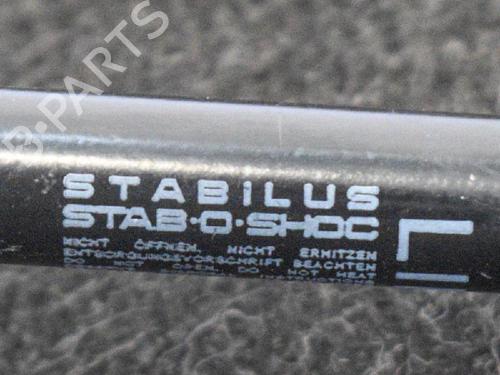 B-PARTS
STABILUS
STAB·O·SHOC
NICHT ÖFFNEN, NICHT ERHITZEN
ENTSORGUNGSVORSCHRIFT BEACHTEN
DO NOT OPEN, DO NOT HEAT